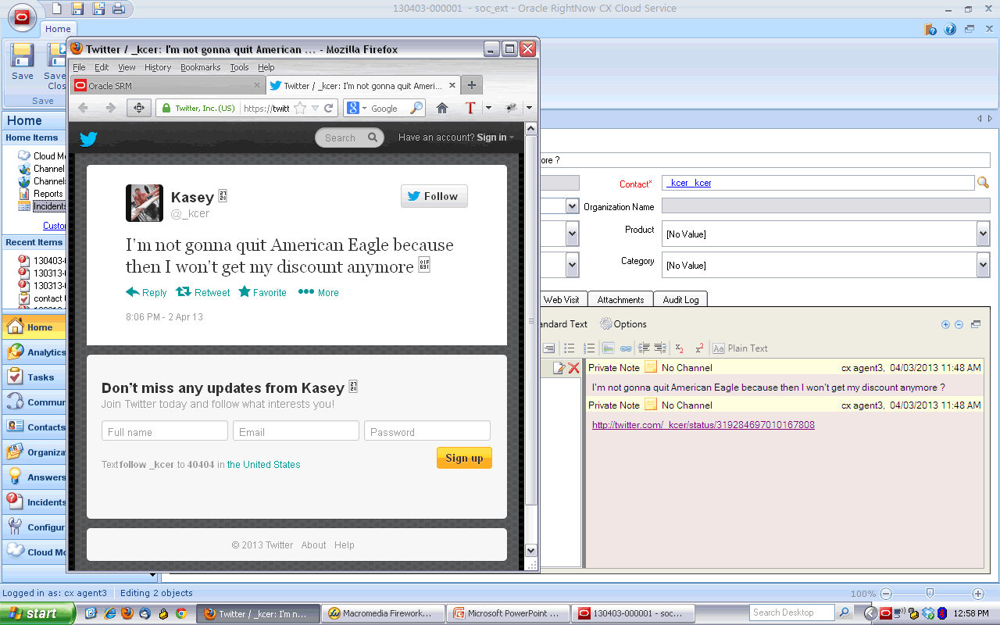 130403-000001 - soc_ext - Oracle RightNow CX Cloud Service
Home
Save
Save
Clos
Save
Home
Home Items
Cloud M
Channel
Channels
Reports
Incidents
Custo
Recent Items
130403-
130313-
130313-
contact
Home
Analytics
Tasks
Commun
Contacts
Organiza
Answers
Incidents
Configur
Cloud Mo
Twitter / _kcer: I'm not gonna quit American ... - Mozilla Firefox
File Edit View History Bookmarks Tools Help
Oracle SRM
Twitter / _kcer: I'm not gonna quit Ameri...
Twitter, Inc. (US)
https://twitt
Google
Search
Have an account? Sign in
Kasey
@_kcer
Follow
I'm not gonna quit American Eagle because
then I won't get my discount anymore
Reply Retweet Favorite More
8:06 PM - 2 Apr 13
Don't miss any updates from Kasey
Join Twitter today and follow what interests you!
Full name
Email
Password
Sign up
Text follow _kcer to 40404 in the United States
© 2013 Twitter About Help
ore ?
Contact*
_kcer _kcer
Organization Name
Product
[No Value]
Category
[No Value]
Web Visit
Attachments
Audit Log
ndard Text
Options
Plain Text
Private Note No Channel cx agent3, 04/03/2013 11:48 AM
I'm not gonna quit American Eagle because then I won't get my discount anymore ?
Private Note No Channel cx agent3, 04/03/2013 11:48 AM
http://twitter.com/_kcer/status/319284697010167808
Logged in as: cx agent3
Editing 2 objects
100%
start
Twitter / _kcer: I'm n...
Macromedia Firework...
Microsoft PowerPoint ...
130403-000001 - soc...
Search Desktop
12:58 PM